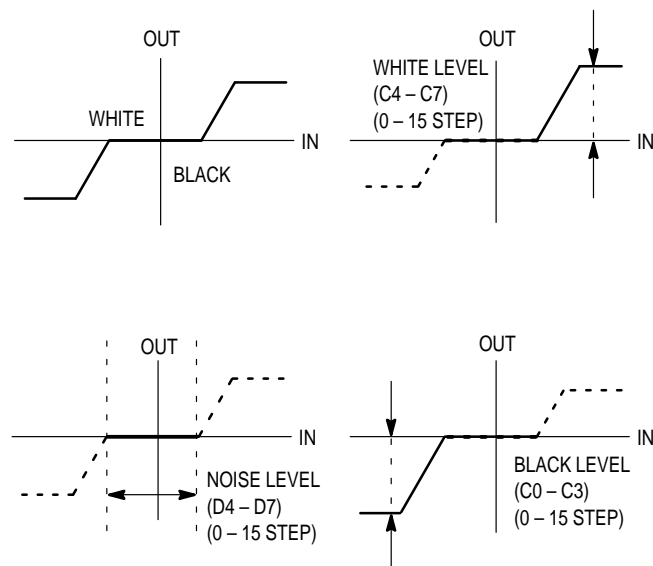 OUT
WHITE
IN
BLACK
OUT
WHITE LEVEL
(C4 – C7)
(0 – 15 STEP)
IN
OUT
IN
NOISE LEVEL
(D4 – D7)
(0 – 15 STEP)
OUT
IN
BLACK LEVEL
(C0 – C3)
(0 – 15 STEP)